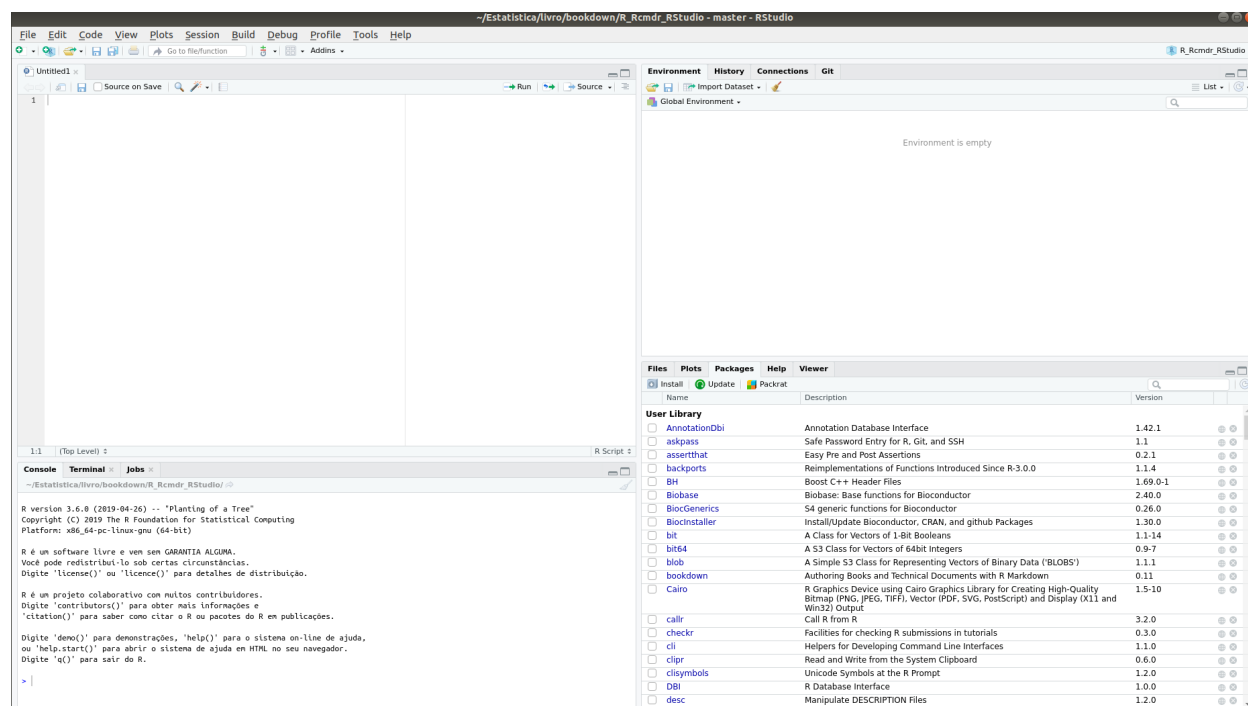 ~/Estatistica/livro/bookdown/R_Rcmdr_RStudio - master - RStudio
File Edit Code View Plots Session Build Debug Profile Tools Help
Go to file/function Addins R_Rcmdr_RStudio
Untitled1
Source on Save Run Source
1
1:1 (Top Level) R Script
Console Terminal Jobs
~/Estatistica/livro/bookdown/R_Rcmdr_RStudio/
R version 3.6.0 (2019-04-26) -- "Planting of a Tree"
Copyright (C) 2019 The R Foundation for Statistical Computing
Platform: x86_64-pc-linux-gnu (64-bit)
R é um software livre e vem sem GARANTIA ALGUMA.
Você pode redistribuí-lo sob certas circunstâncias.
Digite 'license()' ou 'licence()' para detalhes de distribuição.
R é um projeto colaborativo com muitos contribuidores.
Digite 'contributors()' para obter mais informações e
'citation()' para saber como citar o R ou pacotes do R em publicações.
Digite 'demo()' para demonstrações, 'help()' para o sistema on-line de ajuda,
ou 'help.start()' para abrir o sistema de ajuda em HTML no seu navegador.
Digite 'q()' para sair do R.
>
Environment History Connections Git
Import Dataset List
Global Environment
Environment is empty
Files Plots Packages Help Viewer
Install Update Packrat
Name Description Version
User Library
AnnotationDbi Annotation Database Interface 1.42.1
askpass Safe Password Entry for R, Git, and SSH 1.1
assertthat Easy Pre and Post Assertions 0.2.1
backports Reimplementations of Functions Introduced Since R-3.0.0 1.1.4
BH Boost C++ Header Files 1.69.0-1
Biobase Biobase: Base functions for Bioconductor 2.40.0
BiocGenerics S4 generic functions for Bioconductor 0.26.0
BiocInstaller Install/Update Bioconductor, CRAN, and github Packages 1.30.0
bit A Class for Vectors of 1-Bit Booleans 1.1-14
bit64 A S3 Class for Vectors of 64bit Integers 0.9-7
blob A Simple S3 Class for Representing Vectors of Binary Data ('BLOBS') 1.1.1
bookdown Authoring Books and Technical Documents with R Markdown 0.11
Cairo R Graphics Device using Cairo Graphics Library for Creating High-Quality 1.5-10
Bitmap (PNG, JPEG, TIFF), Vector (PDF, SVG, PostScript) and Display (X11 and
Win32) Output
callr Call R from R 3.2.0
checkr Facilities for checking R submissions in tutorials 0.3.0
cli Helpers for Developing Command Line Interfaces 1.1.0
clipr Read and Write from the System Clipboard 0.6.0
clisymbols Unicode Symbols at the R Prompt 1.2.0
DBI R Database Interface 1.0.0
desc Manipulate DESCRIPTION Files 1.2.0